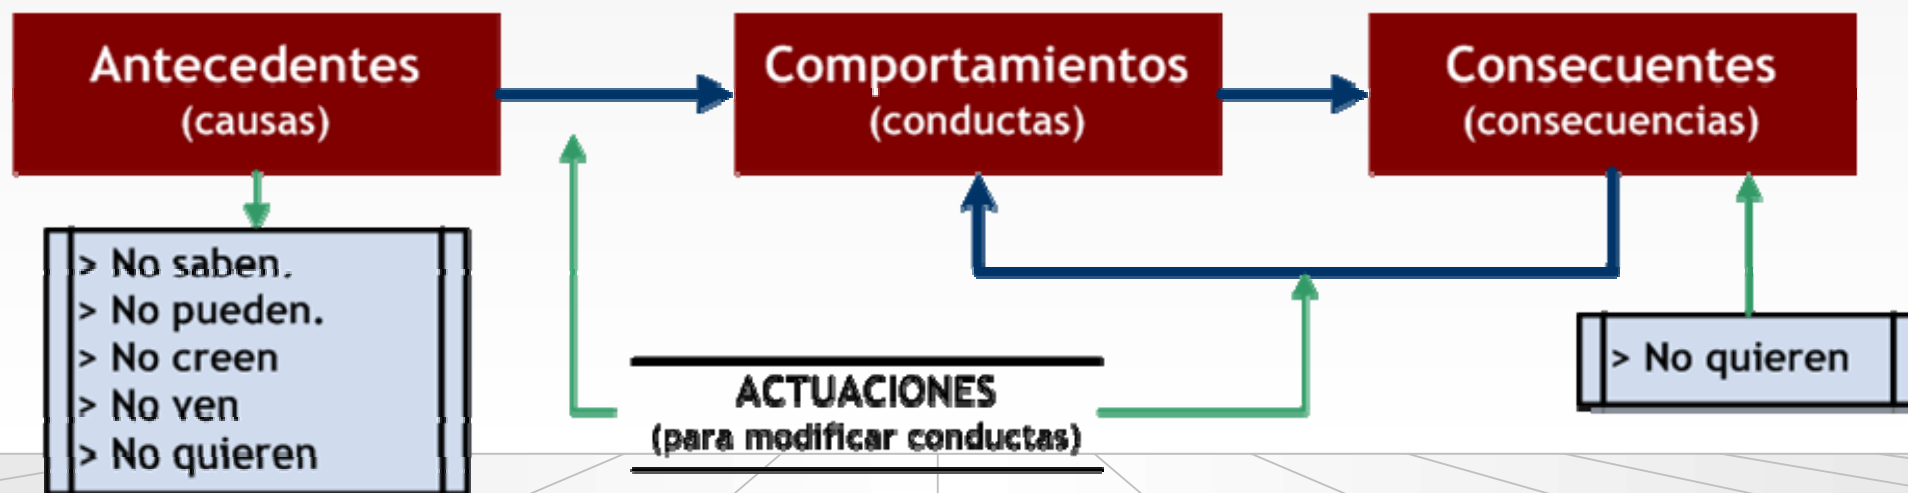 Antecedentes
(causas)
Comportamientos
(conductas)
Consecuentes
(consecuencias)
> No saben.
> No pueden.
> No creen
> No ven
> No quieren
ACTUACIONES
(para modificar conductas)
> No quieren